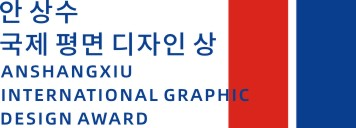 안 상수
국제 평면 디자인 상
ANSHANGXIU
INTERNATIONAL GRAPHIC
DESIGN AWARD